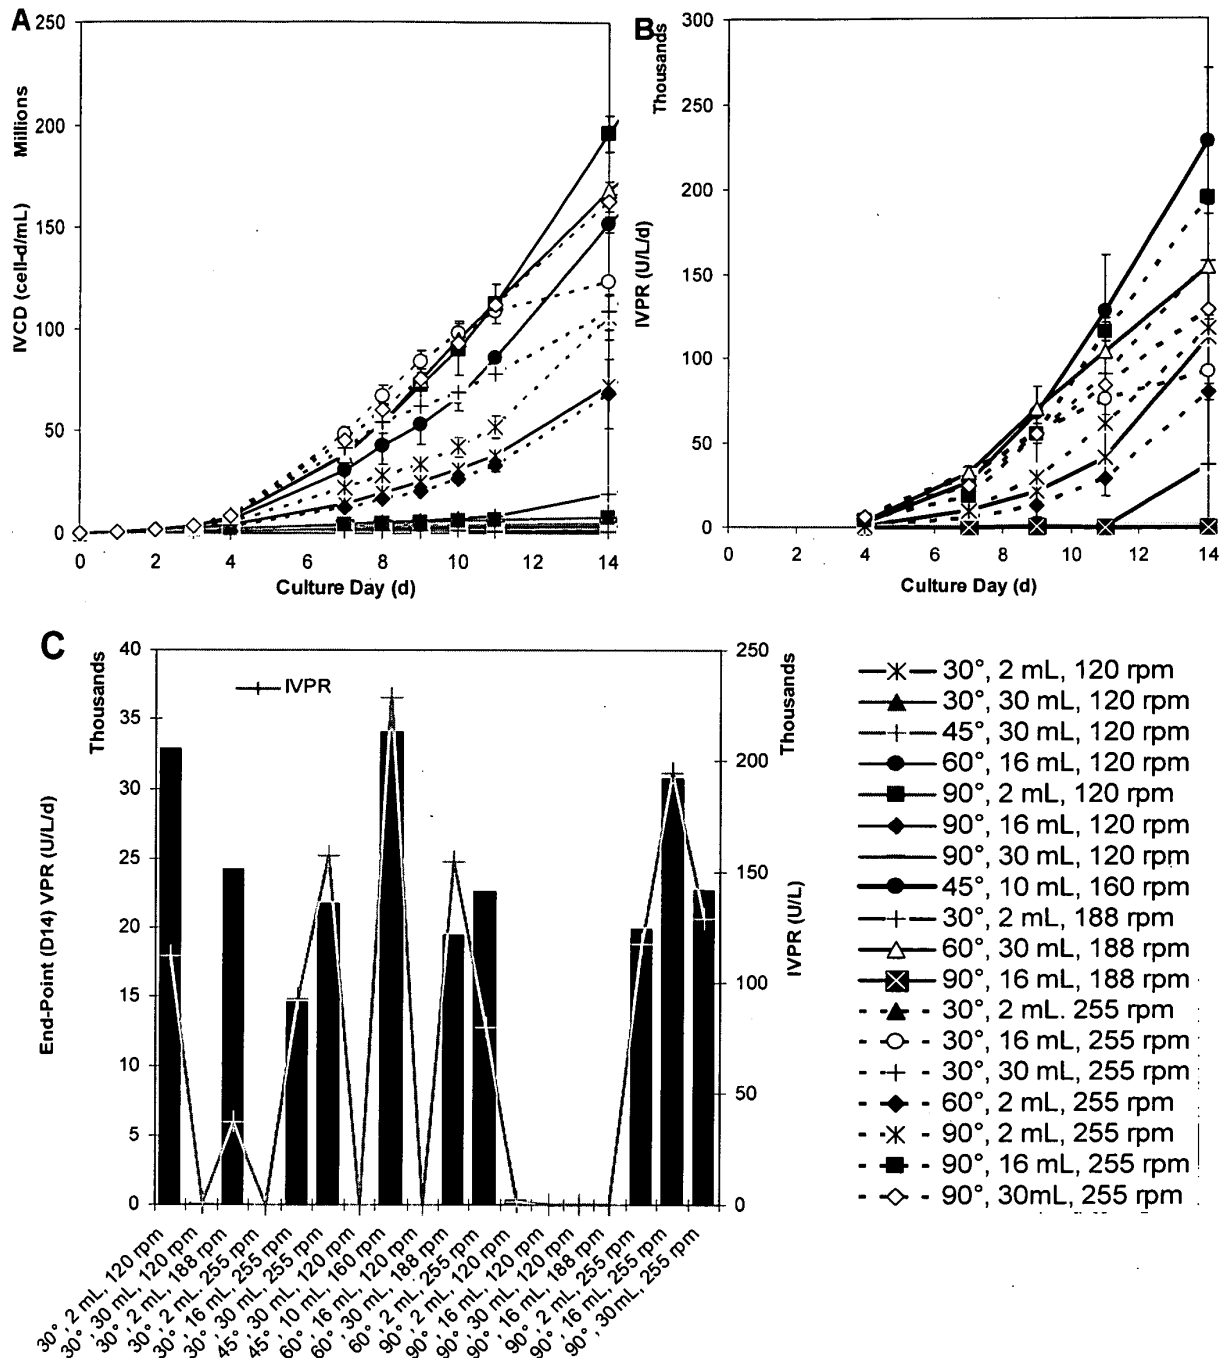 A
250
200
150
100
50
0
Millions
IVCD (cell-d/mL)
0 2 4 6 8 10 12 14
Culture Day (d)
B
300
250
200
150
100
50
0
Thousands
IVPR (U/L/d)
0 2 4 6 8 10 12 14
Culture Day (d)
C
40
35
30
25
20
15
10
5
0
Thousands
End-Point (D14) VPR (U/L/d)
IVPR
250
200
150
100
50
0
Thousands
IVPR (U/L)
30°, 2 mL, 120 rpm
30°, 30 mL, 120 rpm
30°, 2 mL, 188 rpm
30°, 2 mL, 255 rpm
30°, 16 mL, 255 rpm
30°, 30 mL, 255 rpm
45°, 30 mL, 120 rpm
45°, 10 mL, 160 rpm
60°, 16 mL, 120 rpm
60°, 30 mL, 188 rpm
60°, 2 mL, 255 rpm
90°, 2 mL, 120 rpm
90°, 16 mL, 120 rpm
90°, 30 mL, 120 rpm
90°, 16 mL, 188 rpm
90°, 2 mL, 255 rpm
90°, 16 mL, 255 rpm
90°, 30 mL, 255 rpm
30°, 2 mL, 120 rpm
30°, 30 mL, 120 rpm
45°, 30 mL, 120 rpm
60°, 16 mL, 120 rpm
90°, 2 mL, 120 rpm
90°, 16 mL, 120 rpm
90°, 30 mL, 120 rpm
45°, 10 mL, 160 rpm
30°, 2 mL, 188 rpm
60°, 30 mL, 188 rpm
90°, 16 mL, 188 rpm
30°, 2 mL. 255 rpm
30°, 16 mL, 255 rpm
30°, 30 mL, 255 rpm
60°, 2 mL, 255 rpm
90°, 2 mL, 255 rpm
90°, 16 mL, 255 rpm
90°, 30mL, 255 rpm